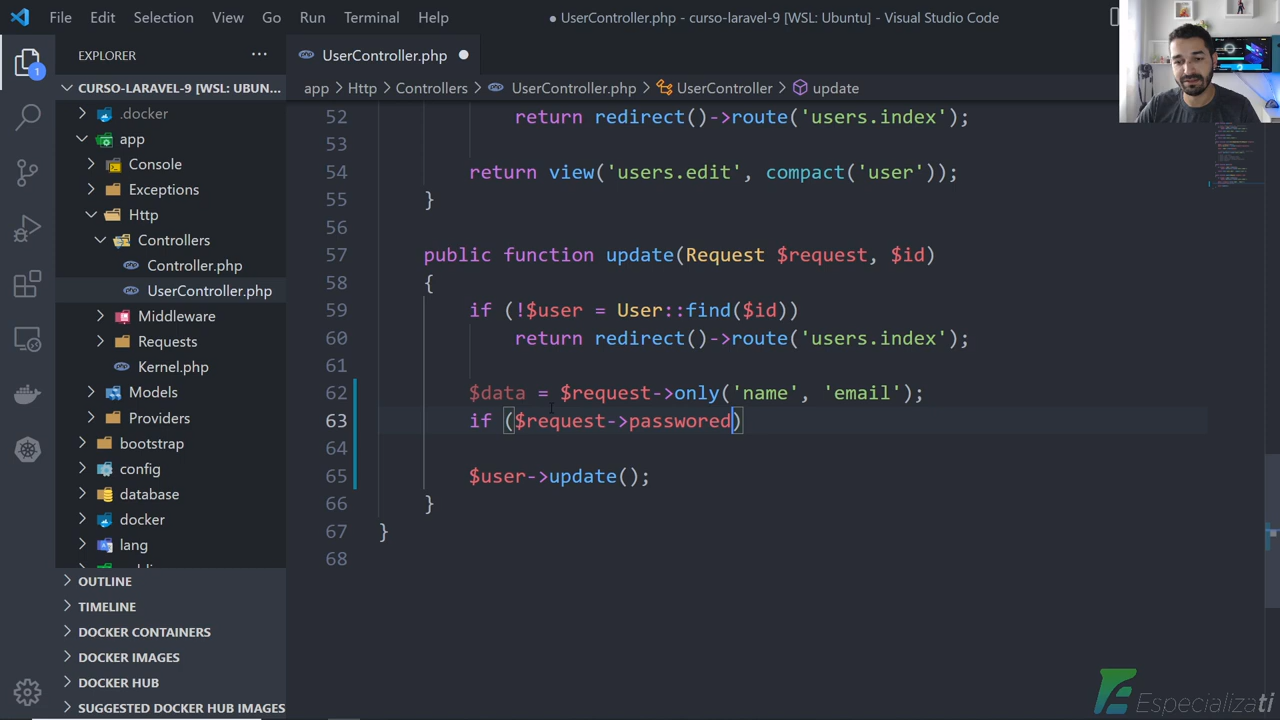 File Edit Selection View Go Run Terminal Help
● UserController.php - curso-laravel-9 [WSL: Ubuntu] - Visual Studio Code
EXPLORER ···
UserController.php
CURSO-LARAVEL-9 [WSL: UBUN...
app > Http > Controllers > UserController.php > UserController > update
1
.docker
app
Console
Exceptions
Http
Controllers
Controller.php
UserController.php
Middleware
Requests
Kernel.php
Models
Providers
bootstrap
config
database
docker
lang
OUTLINE
TIMELINE
DOCKER CONTAINERS
DOCKER IMAGES
DOCKER HUB
SUGGESTED DOCKER HUB IMAGES
52 return redirect()->route('users.index');
53
54 return view('users.edit', compact('user'));
55 }
56
57 public function update(Request $request, $id)
58 {
59 if (!$user = User::find($id))
60 return redirect()->route('users.index');
61
62 $data = $request->only('name', 'email');
63 if ($request->passwored)
64
65 $user->update();
66 }
67 }
68
Especializati